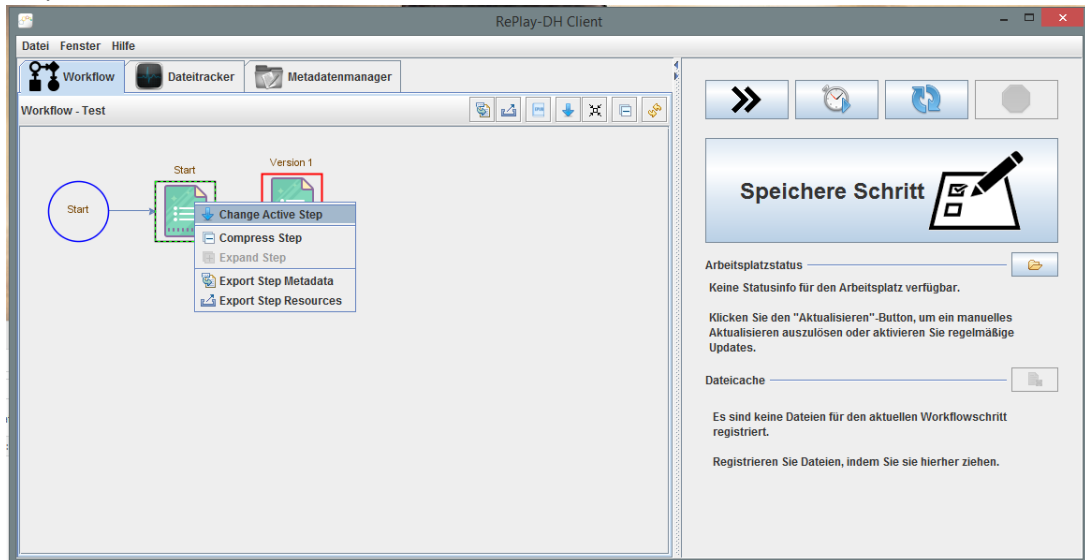 RePlay-DH Client
Datei Fenster Hilfe
Workflow Dateitracker Metadatenmanager
Workflow - Test
Start
Version 1
Start
Change Active Step
Compress Step
Expand Step
Export Step Metadata
Export Step Resources
Speichere Schritt
Arbeitsplatzstatus
Keine Statusinfo für den Arbeitsplatz verfügbar.
Klicken Sie den "Aktualisieren"-Button, um ein manuelles
Aktualisieren auszulösen oder aktivieren Sie regelmäßige
Updates.
Dateicache
Es sind keine Dateien für den aktuellen Workflowschritt
registriert.
Registrieren Sie Dateien, indem Sie sie hierher ziehen.